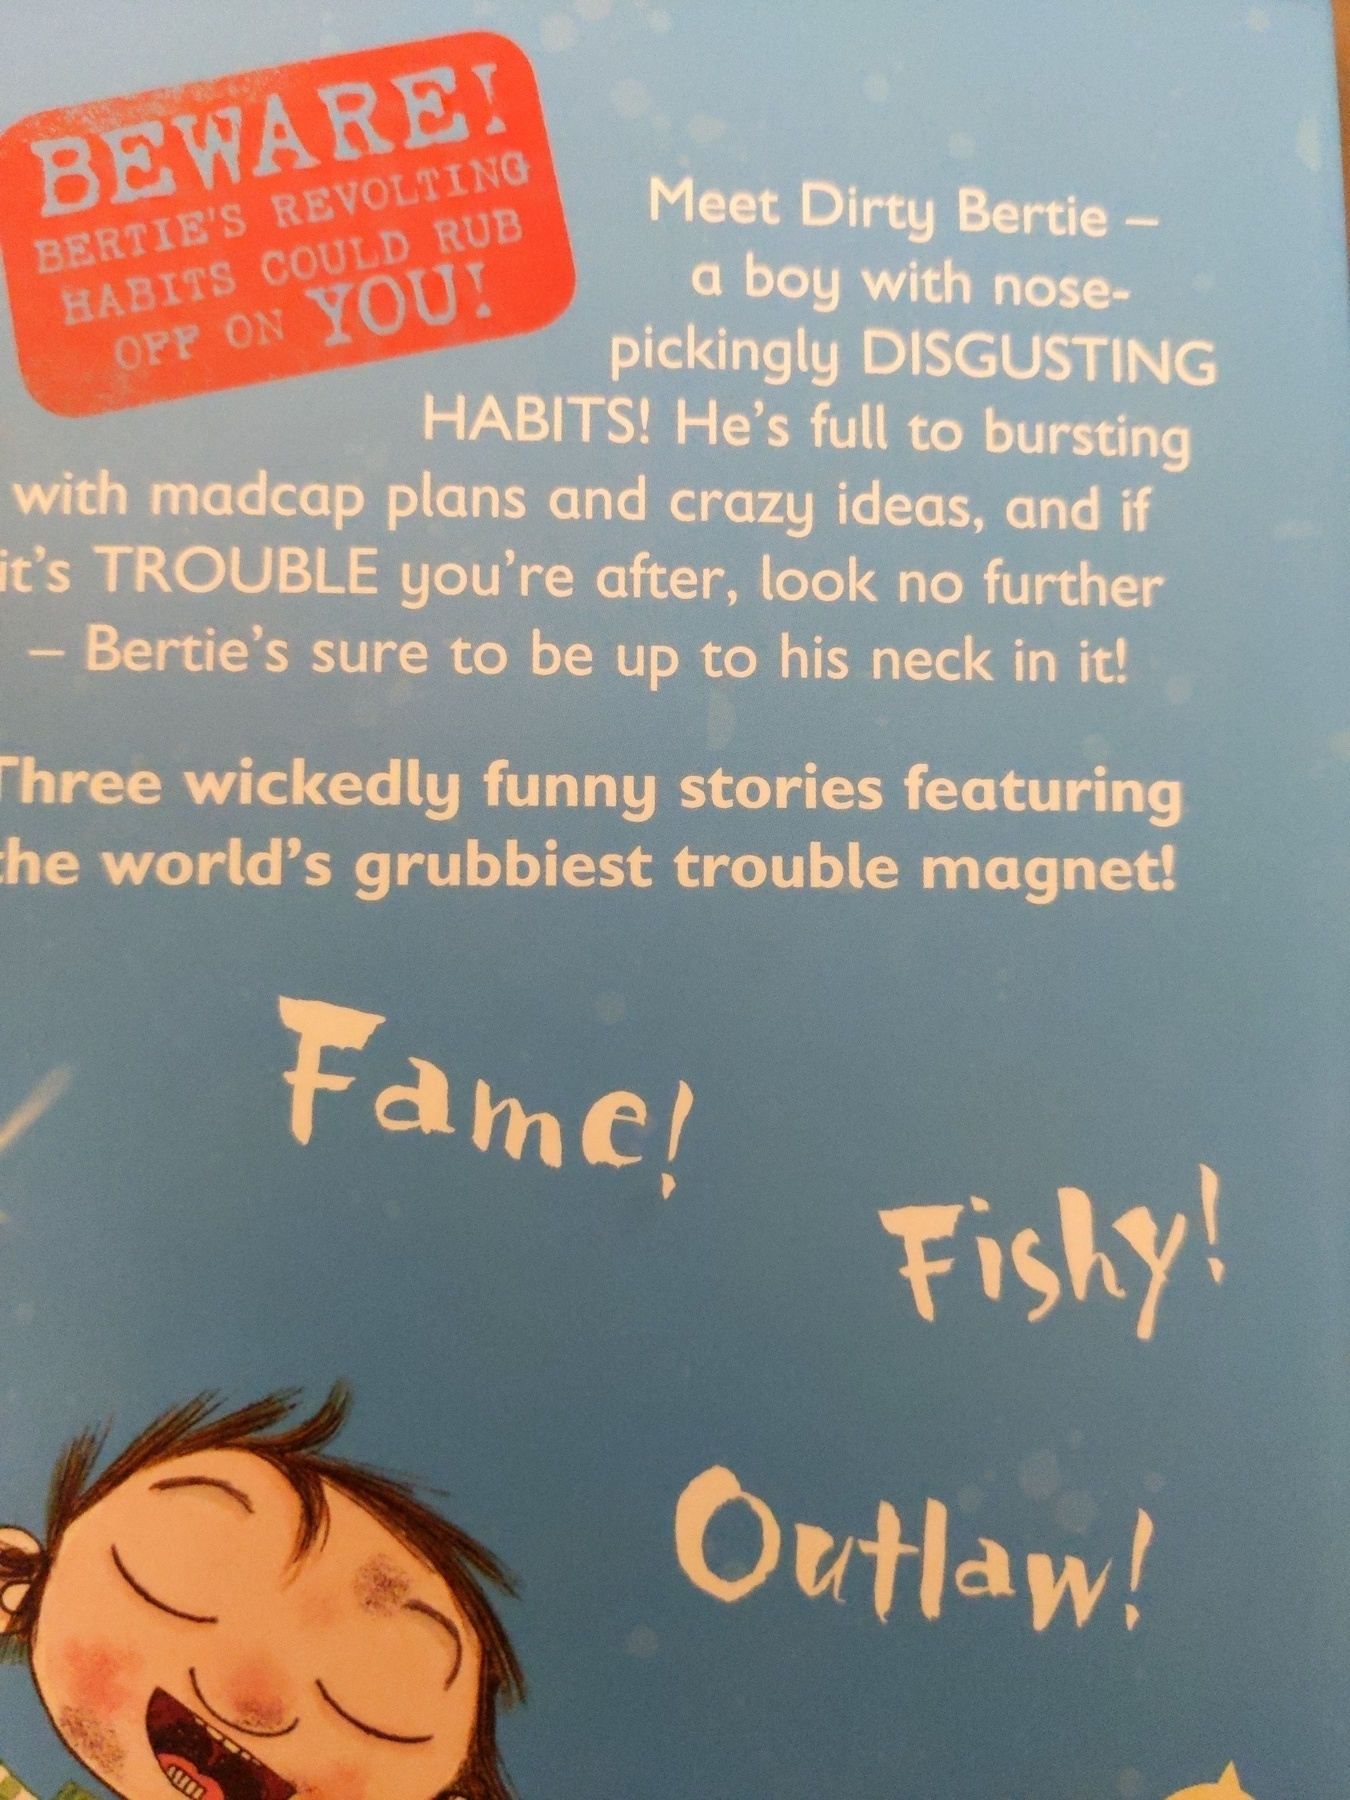 BEWARE!
BERTIE'S REVOLTING
HABITS COULD RUB
OFF ON YOU!
Meet Dirty Bertie –
a boy with nose-
pickingly DISGUSTING
HABITS! He's full to bursting
with madcap plans and crazy ideas, and if
it's TROUBLE you're after, look no further
– Bertie's sure to be up to his neck in it!
Three wickedly funny stories featuring
the world's grubbiest trouble magnet!
Fame!
Fishy!
Outlaw!